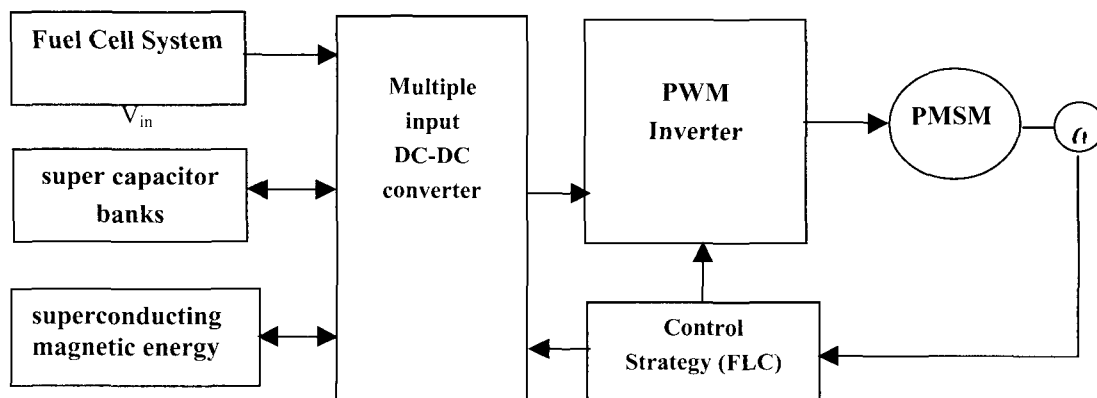 Fuel Cell System
V_in
super capacitor
banks
superconducting
magnetic energy
Multiple
input
DC-DC
converter
PWM
Inverter
PMSM
Control
Strategy (FLC)